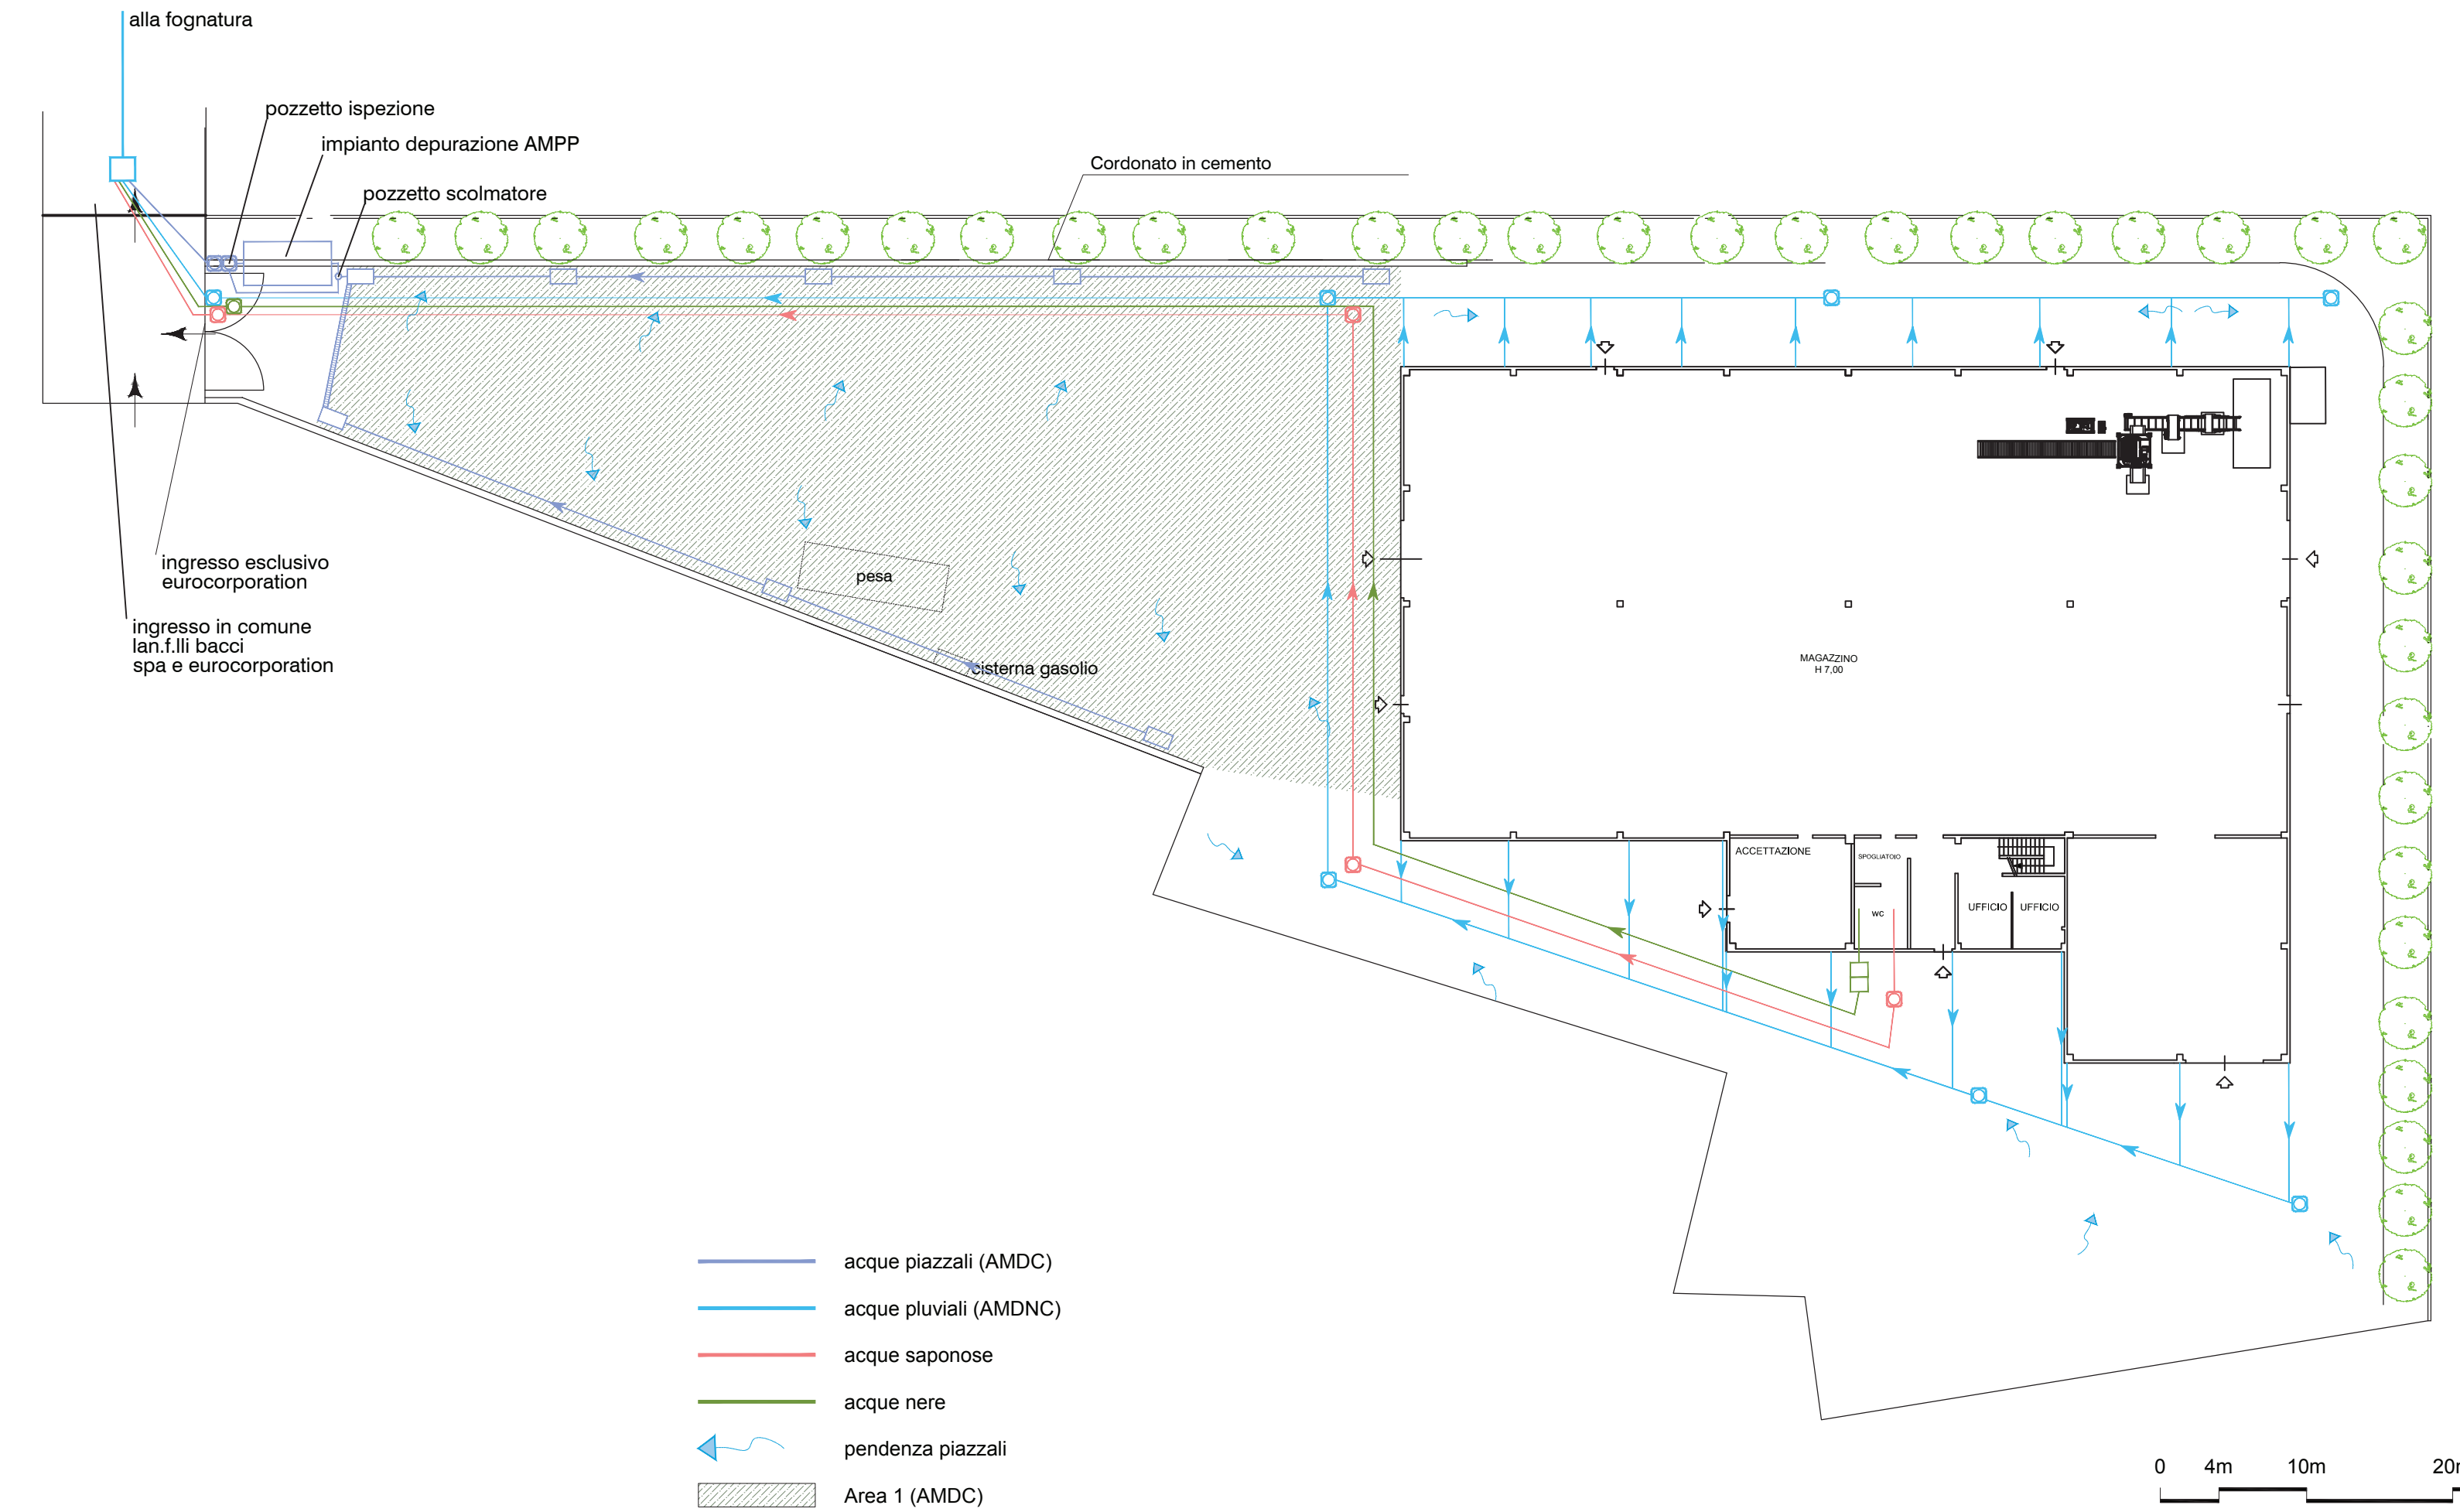 alla fognatura
pozzetto ispezione
impianto depurazione AMPP
pozzetto scolmatore
Cordonato in cemento
ingresso esclusivo
eurocorporation
pesa
ingresso in comune
lan.f.lli bacci
spa e eurocorporation
cisterna gasolio
MAGAZZINO
H 7,00
ACCETTAZIONE
SPOGLIATOIO
wc
UFFICIO
UFFICIO
acque piazzali (AMDC)
acque pluviali (AMDNC)
acque saponose
acque nere
pendenza piazzali
Area 1 (AMDC)
0 4m 10m